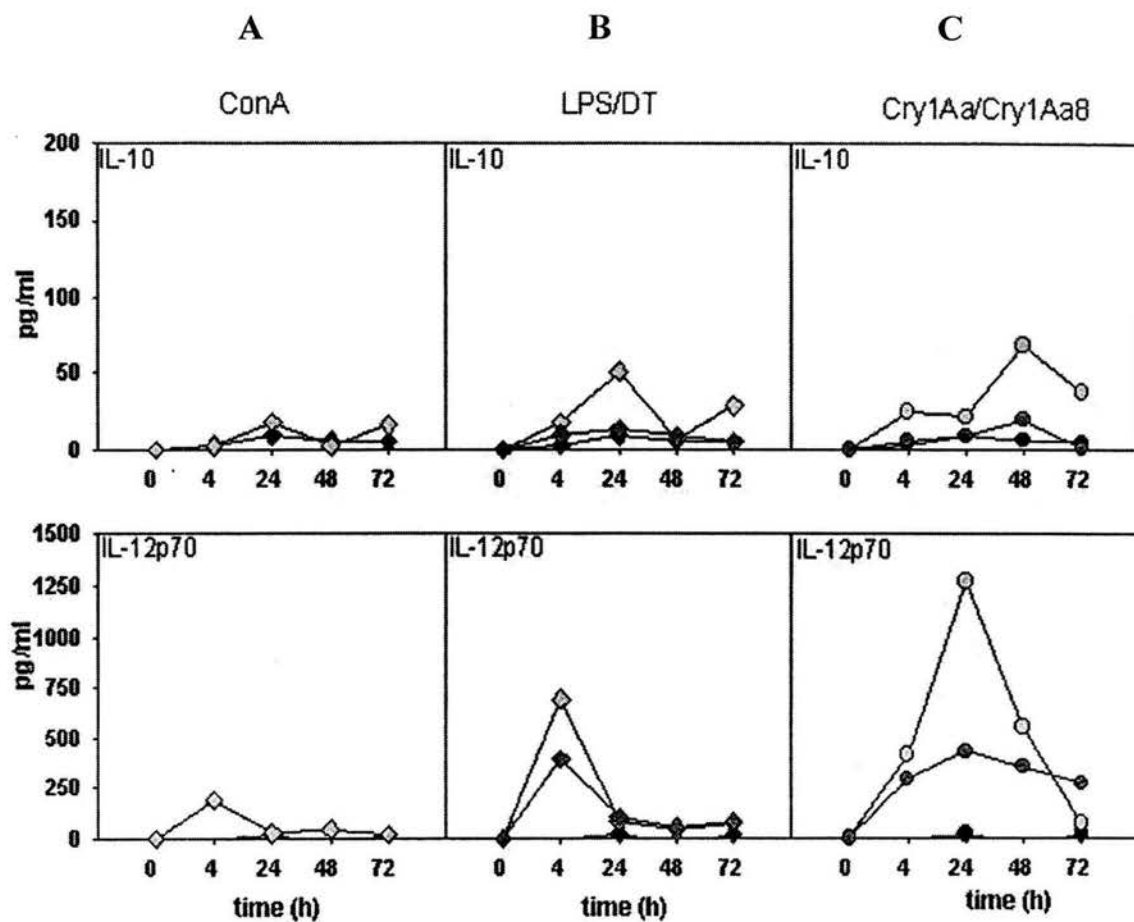 A B C
ConA LPS/DT Cry1Aa/Cry1Aa8
200 IL-10 IL-10 IL-10
150
100
50
0
pg/ml
0 4 24 48 72 0 4 24 48 72 0 4 24 48 72
1500 IL-12p70 IL-12p70 IL-12p70
1250
1000
750
500
250
0
pg/ml
0 4 24 48 72 0 4 24 48 72 0 4 24 48 72
time (h) time (h) time (h)